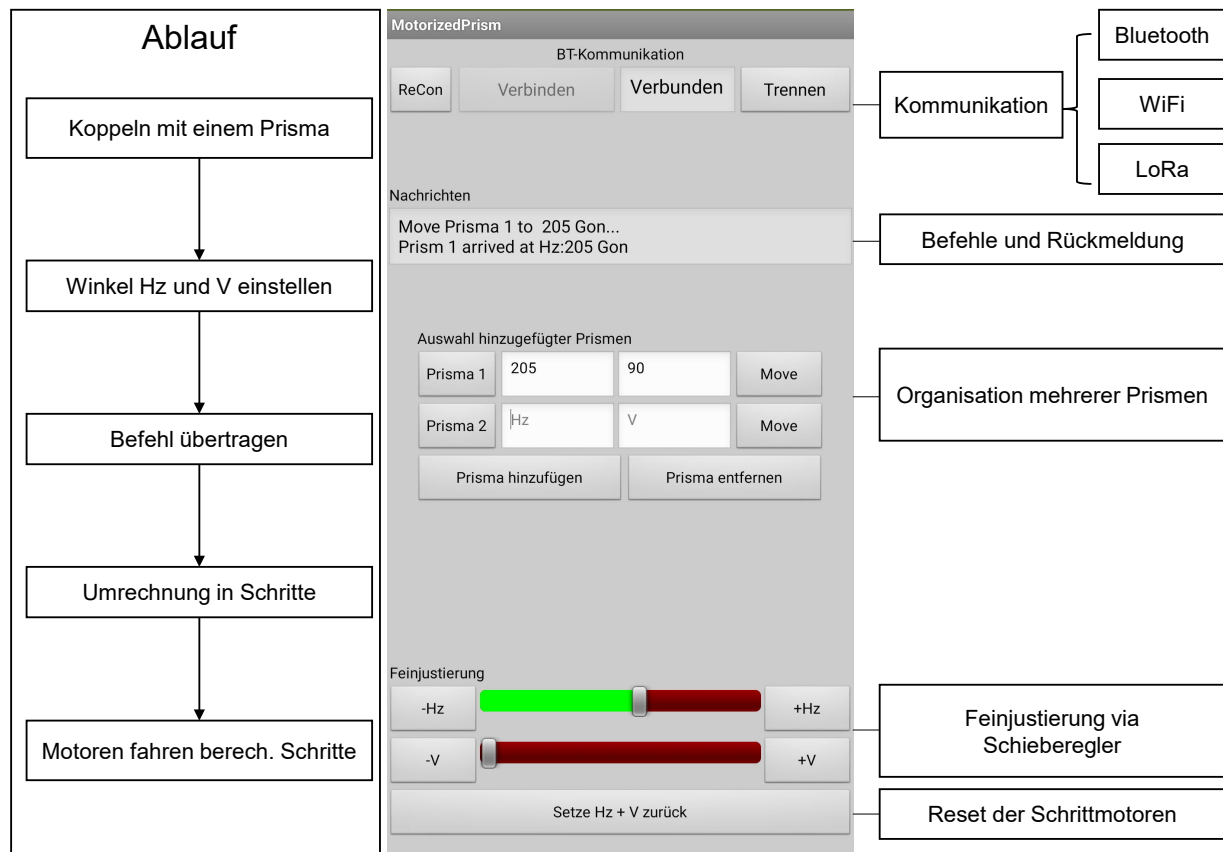 Ablauf
Koppeln mit einem Prisma
Winkel Hz und V einstellen
Befehl übertragen
Umrechnung in Schritte
Motoren fahren berech. Schritte
MotorizedPrism
BT-Kommunikation
ReCon
Verbinden
Verbunden
Trennen
Nachrichten
Move Prisma 1 to  205 Gon...
Prism 1 arrived at Hz:205 Gon
Auswahl hinzugefügter Prismen
Prisma 1
205
90
Move
Prisma 2
Hz
V
Move
Prisma hinzufügen
Prisma entfernen
Feinjustierung
-Hz
+Hz
-V
+V
Setze Hz + V zurück
Kommunikation
Bluetooth
WiFi
LoRa
Befehle und Rückmeldung
Organisation mehrerer Prismen
Feinjustierung via
Schieberegler
Reset der Schrittmotoren